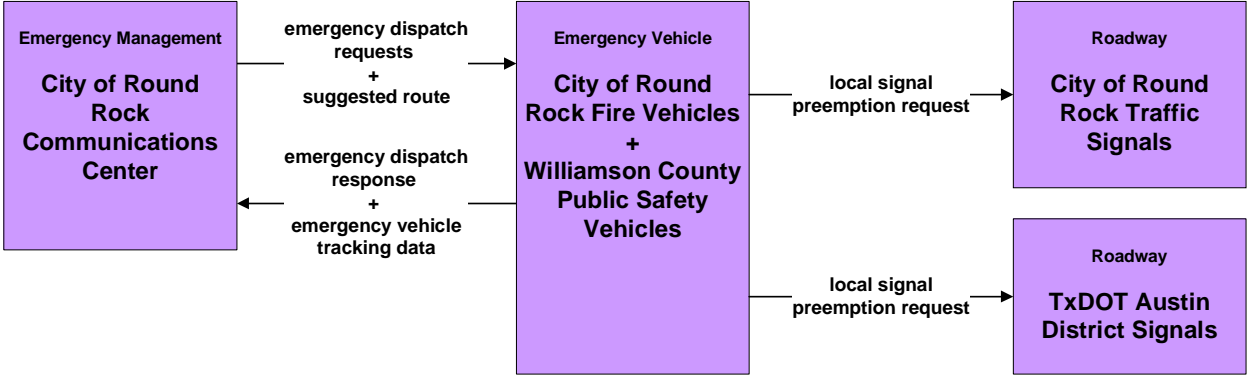 Emergency Management
City of Round
Rock
Communications
Center
emergency dispatch
requests
+
suggested route
emergency dispatch
response
+
emergency vehicle
tracking data
Emergency Vehicle
City of Round
Rock Fire Vehicles
+
Williamson County
Public Safety
Vehicles
local signal
preemption request
local signal
preemption request
Roadway
City of Round
Rock Traffic
Signals
Roadway
TxDOT Austin
District Signals